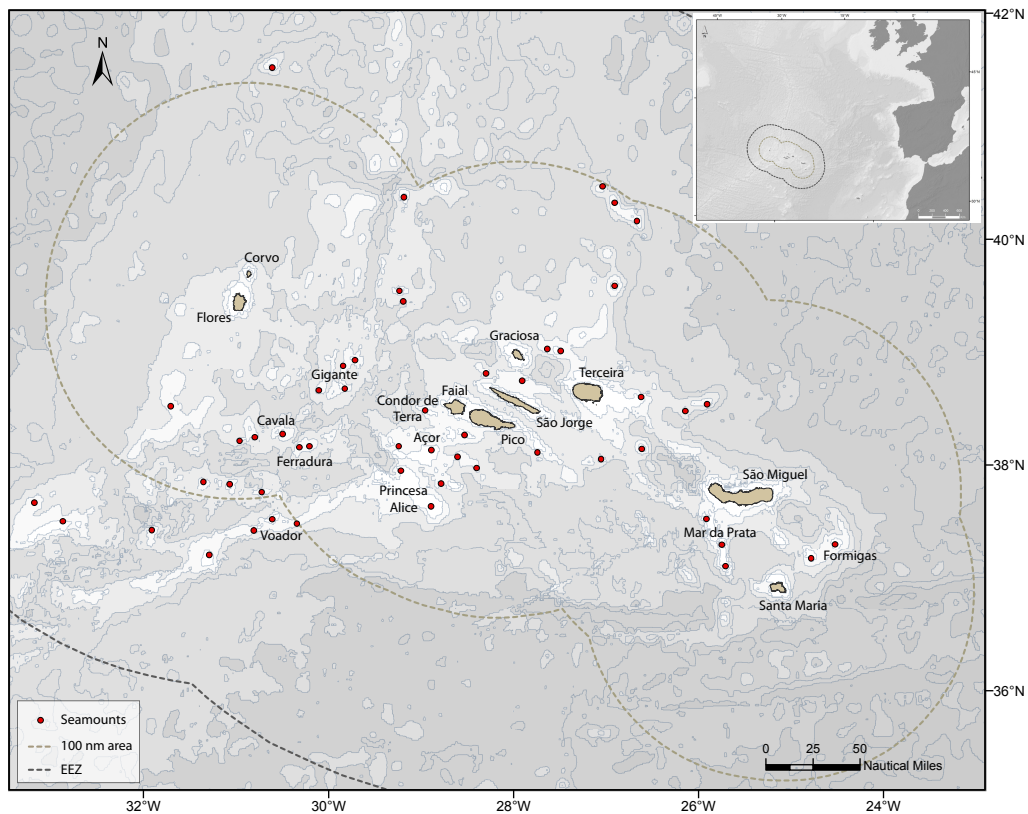 42°N
N
40°N
Corvo
Flores
Graciosa
Gigante
Terceira
Faial
Condor de
Terra
São Jorge
Cavala
Açor
Pico
Ferradura
38°N
São Miguel
Princesa
Alice
Voador
Mar da Prata
Formigas
Santa Maria
36°N
Seamounts
100 nm area
EEZ
0 25 50
Nautical Miles
32°W 30°W 28°W 26°W 24°W